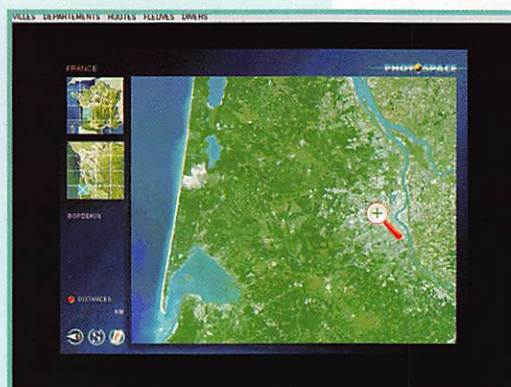 VILLES DEPARTEMENTS ROUTES FLEUVES DIVERS
FRANCE
PHOTOSPACE
BORDEAUX
DISTANCES
KM